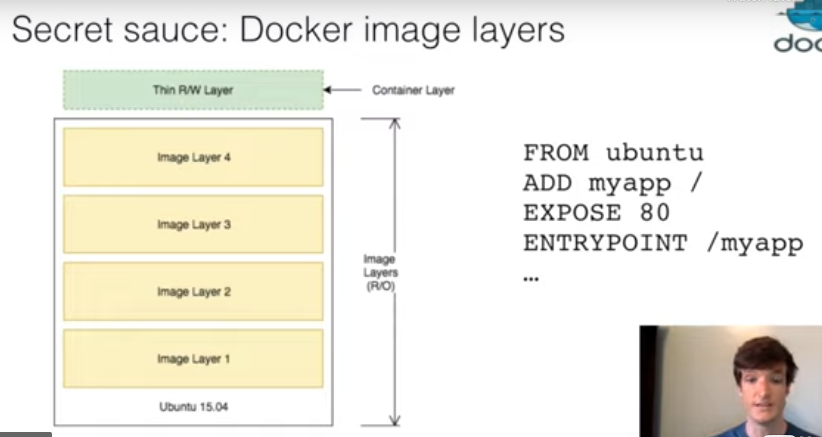 Secret sauce: Docker image layers
Thin R/W Layer
Container Layer
Image Layer 4
Image Layer 3
Image Layer 2
Image Layer 1
Ubuntu 15.04
Image
Layers
(R/O)
FROM ubuntu
ADD myapp /
EXPOSE 80
ENTRYPOINT /myapp
…